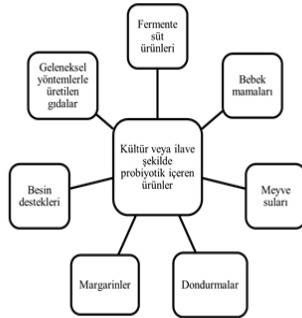 Fermente
süt
ürünleri
Geleneksel
yöntemlerle
üretilen
gıdalar
Bebek
mamaları
Kültür veya ilave
şekilde
probiyotik içeren
ürünler
Besin
destekleri
Meyve
suları
Margarinler
Dondurmalar